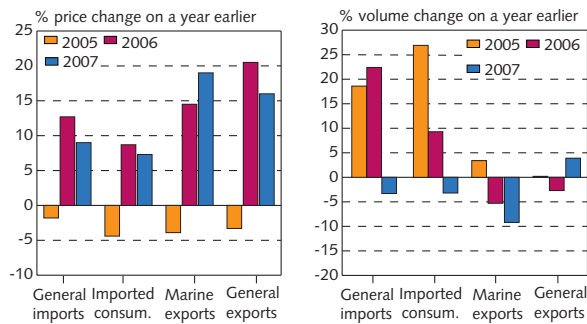 % price change on a year earlier
25
20
15
10
5
0
-5
-10
2005
2006
2007
General imports
Imported consum.
Marine exports
General exports
% volume change on a year earlier
30
25
20
15
10
5
0
-5
-10
-15
-20
2005
2006
2007
General imports
Imported consum.
Marine exports
General exports